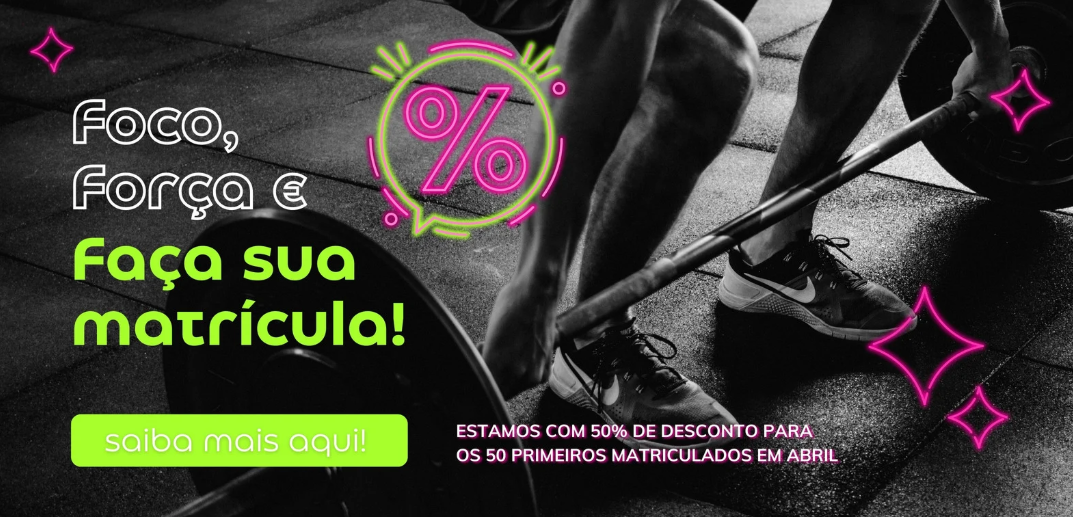 Foco,
Força e
Faça sua
matrícula!
%
saiba mais aqui!
ESTAMOS COM 50% DE DESCONTO PARA
OS 50 PRIMEIROS MATRICULADOS EM ABRIL